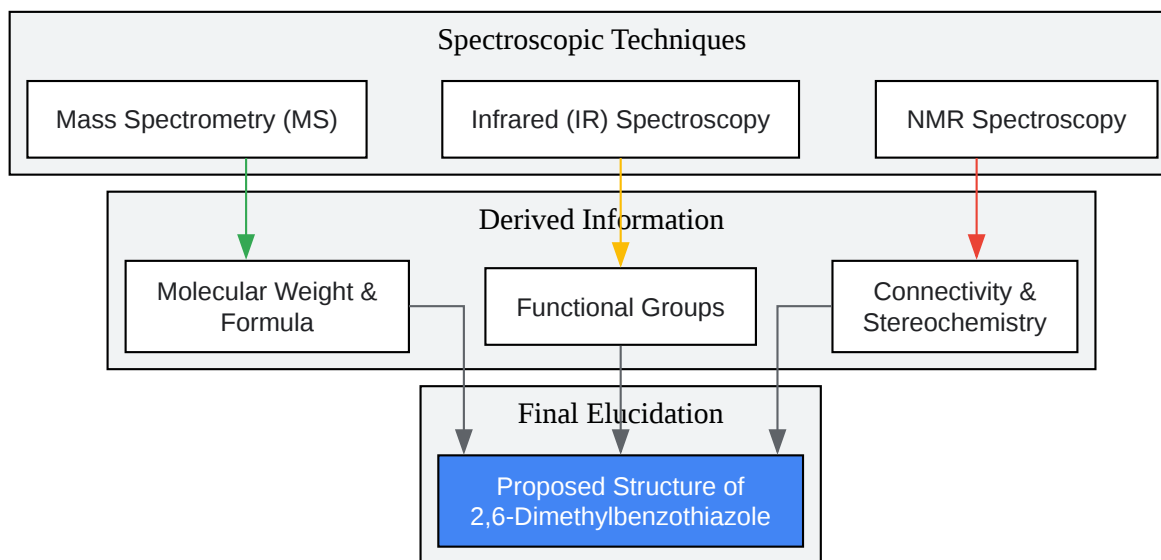 Spectroscopic Techniques
Mass Spectrometry (MS)
Infrared (IR) Spectroscopy
NMR Spectroscopy
Derived Information
Molecular Weight &
Formula
Functional Groups
Connectivity &
Stereochemistry
Final Elucidation
Proposed Structure of
2,6-Dimethylbenzothiazole